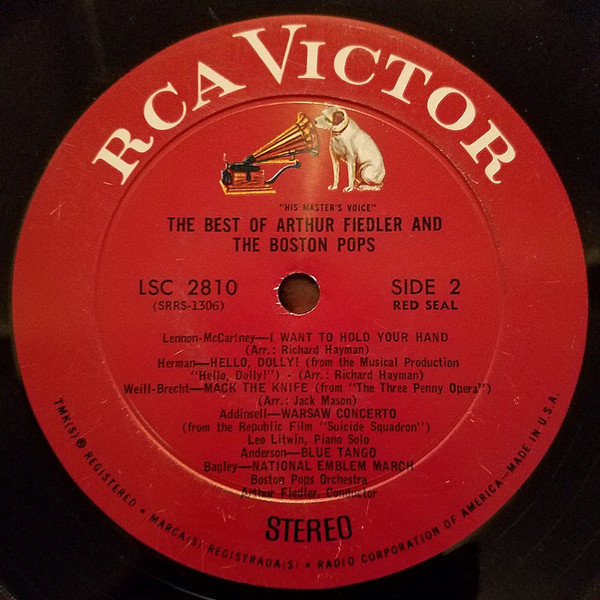 RCA VICTOR
"HIS MASTER'S VOICE"
THE BEST OF ARTHUR FIEDLER AND
THE BOSTON POPS
LSC 2810
(SRRS-1306)
SIDE 2
RED SEAL
Lennon-McCartney—I WANT TO HOLD YOUR HAND
(Arr.: Richard Hayman)
Herman—HELLO, DOLLY! (from the Musical Production
"Hello, Dolly!") - (Arr.: Richard Hayman)
Weill-Brecht—MACK THE KNIFE (from "The Three Penny Opera")
(Arr.: Jack Mason)
Addinsell—WARSAW CONCERTO
(from the Republic Film "Suicide Squadron")
Leo Litwin, Piano Solo
Anderson—BLUE TANGO
Bagley—NATIONAL EMBLEM MARCH
Boston Pops Orchestra
Arthur Fiedler, Conductor
STEREO
TMK(S) ® REGISTERED • MARCA(S) REGISTRADA(S) • RADIO CORPORATION OF AMERICA—MADE IN U.S.A.